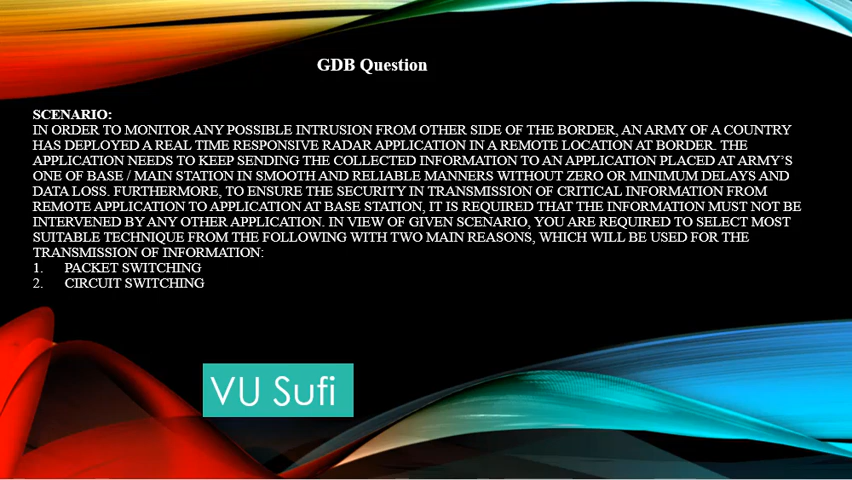 GDB Question
SCENARIO:
IN ORDER TO MONITOR ANY POSSIBLE INTRUSION FROM OTHER SIDE OF THE BORDER, AN ARMY OF A COUNTRY
HAS DEPLOYED A REAL TIME RESPONSIVE RADAR APPLICATION IN A REMOTE LOCATION AT BORDER. THE
APPLICATION NEEDS TO KEEP SENDING THE COLLECTED INFORMATION TO AN APPLICATION PLACED AT ARMY'S
ONE OF BASE / MAIN STATION IN SMOOTH AND RELIABLE MANNERS WITHOUT ZERO OR MINIMUM DELAYS AND
DATA LOSS. FURTHERMORE, TO ENSURE THE SECURITY IN TRANSMISSION OF CRITICAL INFORMATION FROM
REMOTE APPLICATION TO APPLICATION AT BASE STATION, IT IS REQUIRED THAT THE INFORMATION MUST NOT BE
INTERVENED BY ANY OTHER APPLICATION. IN VIEW OF GIVEN SCENARIO, YOU ARE REQUIRED TO SELECT MOST
SUITABLE TECHNIQUE FROM THE FOLLOWING WITH TWO MAIN REASONS, WHICH WILL BE USED FOR THE
TRANSMISSION OF INFORMATION:
1. PACKET SWITCHING
2. CIRCUIT SWITCHING
VU Sufi